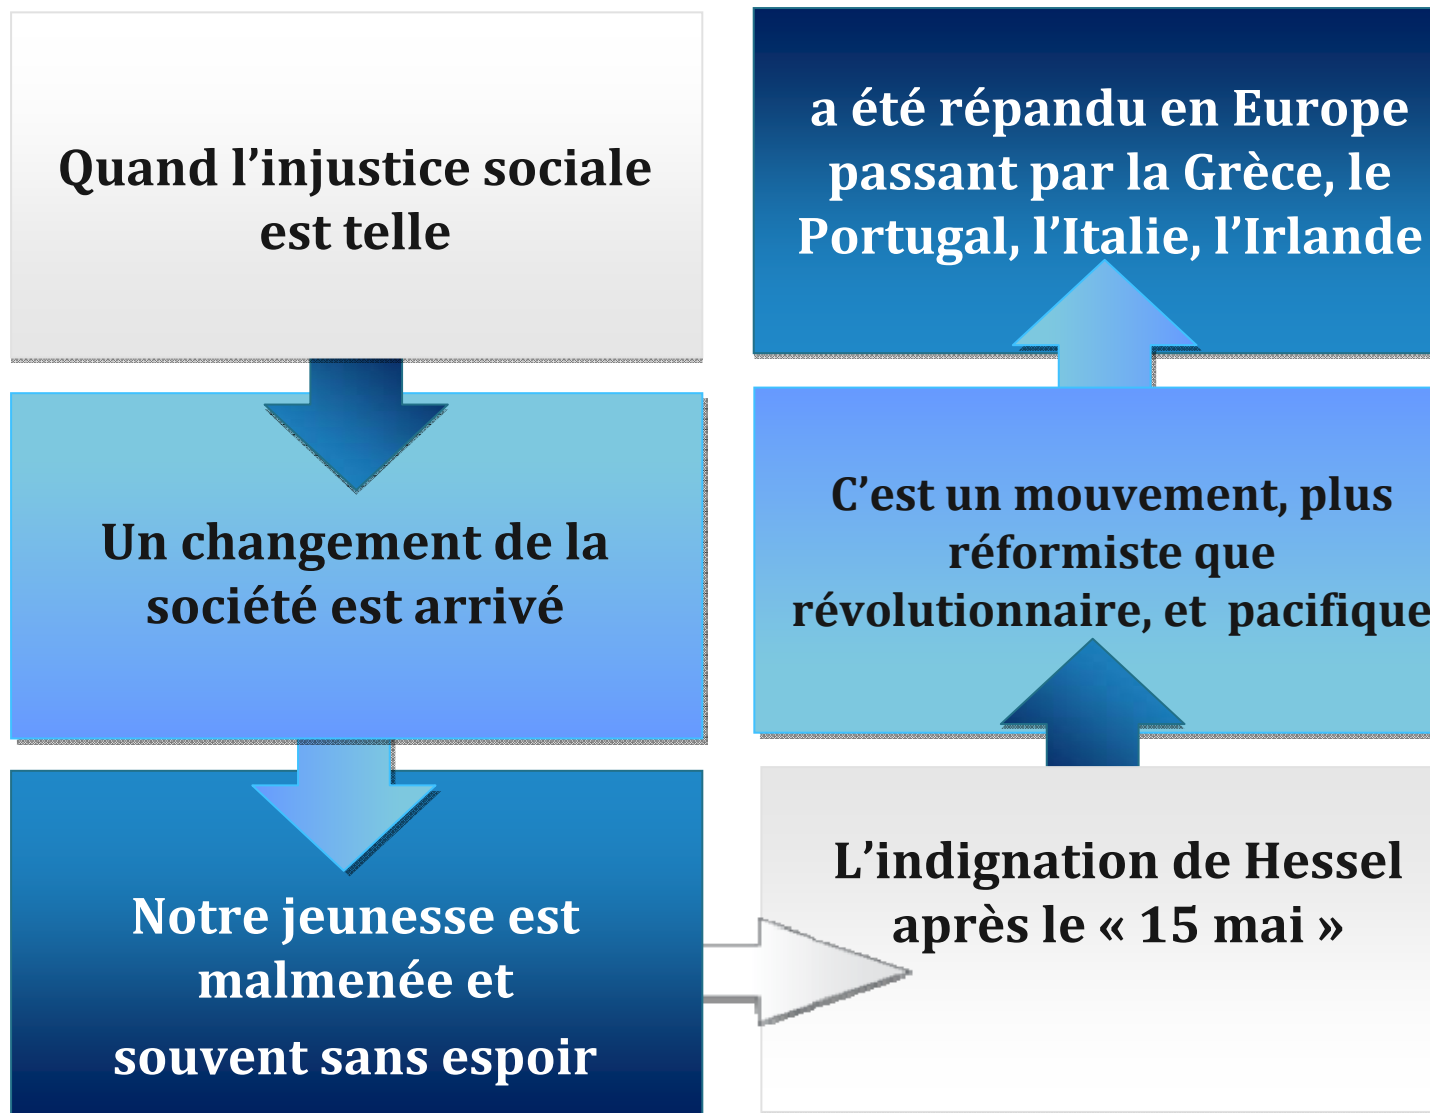 Quand l’injustice sociale
est telle
Un changement de la
société est arrivé
Notre jeunesse est
malmenée et
souvent sans espoir
L’indignation de Hessel
après le « 15 mai »
C’est un mouvement, plus
réformiste que
révolutionnaire, et  pacifique
a été répandu en Europe
passant par la Grèce, le
Portugal, l’Italie, l’Irlande